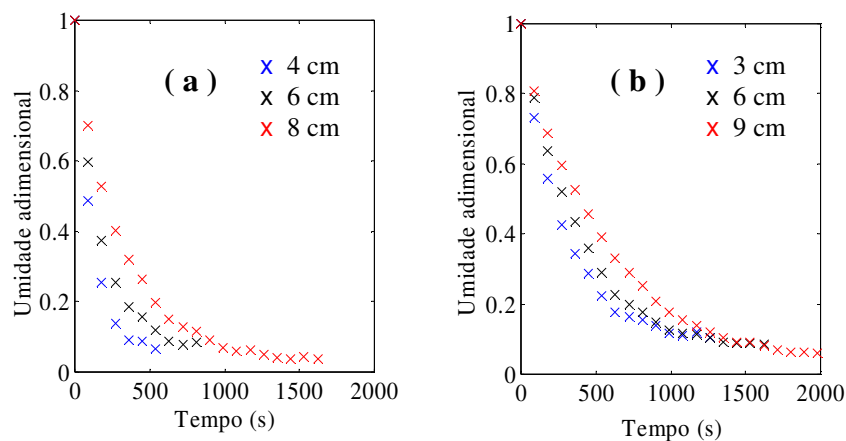 1
0.8
0.6
0.4
0.2
0
0 500 1000 1500 2000
Umidade adimensional
Tempo (s)
( a )
x 4 cm
x 6 cm
x 8 cm
1
0.8
0.6
0.4
0.2
0
0 500 1000 1500 2000
Umidade adimensional
Tempo (s)
(b)
x 3 cm
x 6 cm
x 9 cm